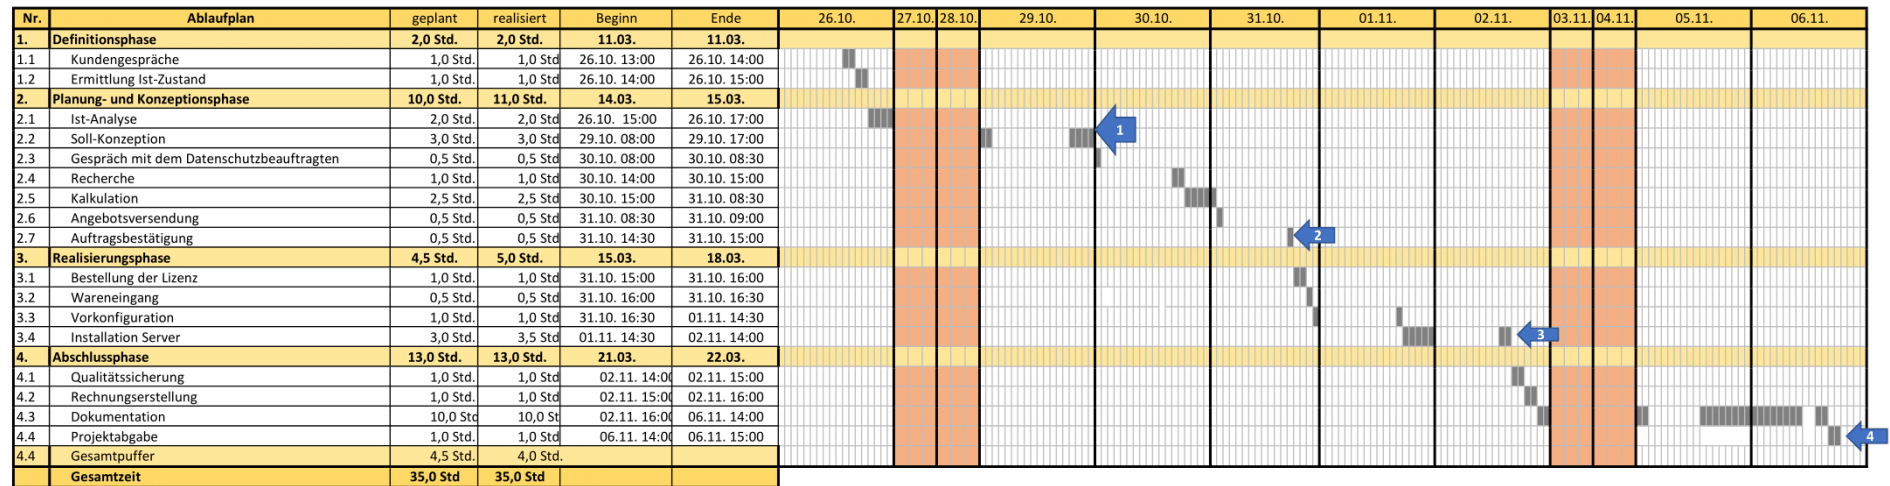 Nr. Ablaufplan geplant realisiert Beginn Ende 26.10. 27.10. 28.10. 29.10. 30.10. 31.10. 01.11. 02.11. 03.11. 04.11. 05.11. 06.11.
1. Definitionsphase 2,0 Std. 2,0 Std. 11.03. 11.03.
1.1 Kundengespräche 1,0 Std. 1,0 Std 26.10. 13:00 26.10. 14:00
1.2 Ermittlung Ist-Zustand 1,0 Std. 1,0 Std 26.10. 14:00 26.10. 15:00
2. Planung- und Konzeptionsphase 10,0 Std. 11,0 Std. 14.03. 15.03.
2.1 Ist-Analyse 2,0 Std. 2,0 Std 26.10. 15:00 26.10. 17:00
1
2.2 Soll-Konzeption 3,0 Std. 3,0 Std 29.10. 08:00 29.10. 17:00
2.3 Gespräch mit dem Datenschutzbeauftragten 0,5 Std. 0,5 Std 30.10. 08:00 30.10. 08:30
2.4 Recherche 1,0 Std. 1,0 Std 30.10. 14:00 30.10. 15:00
2.5 Kalkulation 2,5 Std. 2,5 Std 30.10. 15:00 31.10. 08:30
2.6 Angebotsversendung 0,5 Std. 0,5 Std 31.10. 08:30 31.10. 09:00
2.7 Auftragsbestätigung 0,5 Std. 0,5 Std 31.10. 14:30 31.10. 15:00 2
3. Realisierungsphase 4,5 Std. 5,0 Std. 15.03. 18.03.
3.1 Bestellung der Lizenz 1,0 Std. 1,0 Std 31.10. 15:00 31.10. 16:00
3.2 Wareneingang 0,5 Std. 0,5 Std 31.10. 16:00 31.10. 16:30
3.3 Vorkonfiguration 1,0 Std. 1,0 Std 31.10. 16:30 01.11. 14:30
3.4 Installation Server 3,0 Std. 3,5 Std 01.11. 14:30 02.11. 14:00 3
4. Abschlussphase 13,0 Std. 13,0 Std. 21.03. 22.03.
4.1 Qualitätssicherung 1,0 Std. 1,0 Std 02.11. 14:00 02.11. 15:00
4.2 Rechnungserstellung 1,0 Std. 1,0 Std 02.11. 15:00 02.11. 16:00
4.3 Dokumentation 10,0 Std 10,0 St 02.11. 16:00 06.11. 14:00
4.4 Projektabgabe 1,0 Std. 1,0 Std 06.11. 14:00 06.11. 15:00 4
4.4 Gesamtpuffer 4,5 Std. 4,0 Std.
Gesamtzeit 35,0 Std 35,0 Std